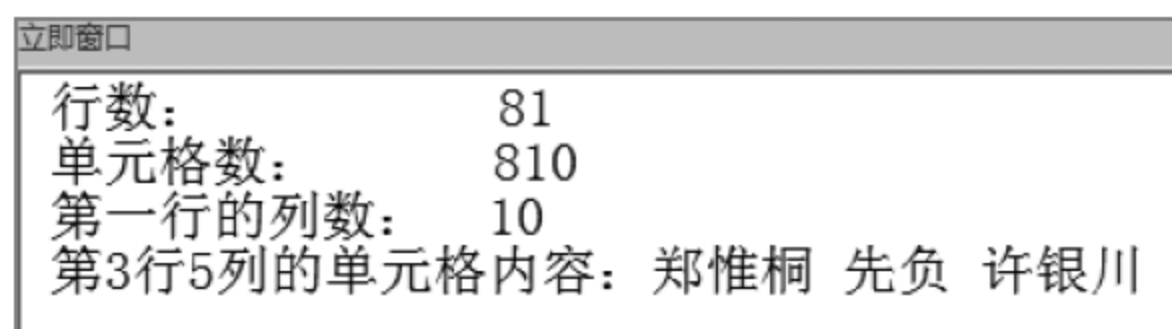 立即窗口
行数： 81
单元格数： 810
第一行的列数： 10
第3行5列的单元格内容：郑惟桐 先负 许银川